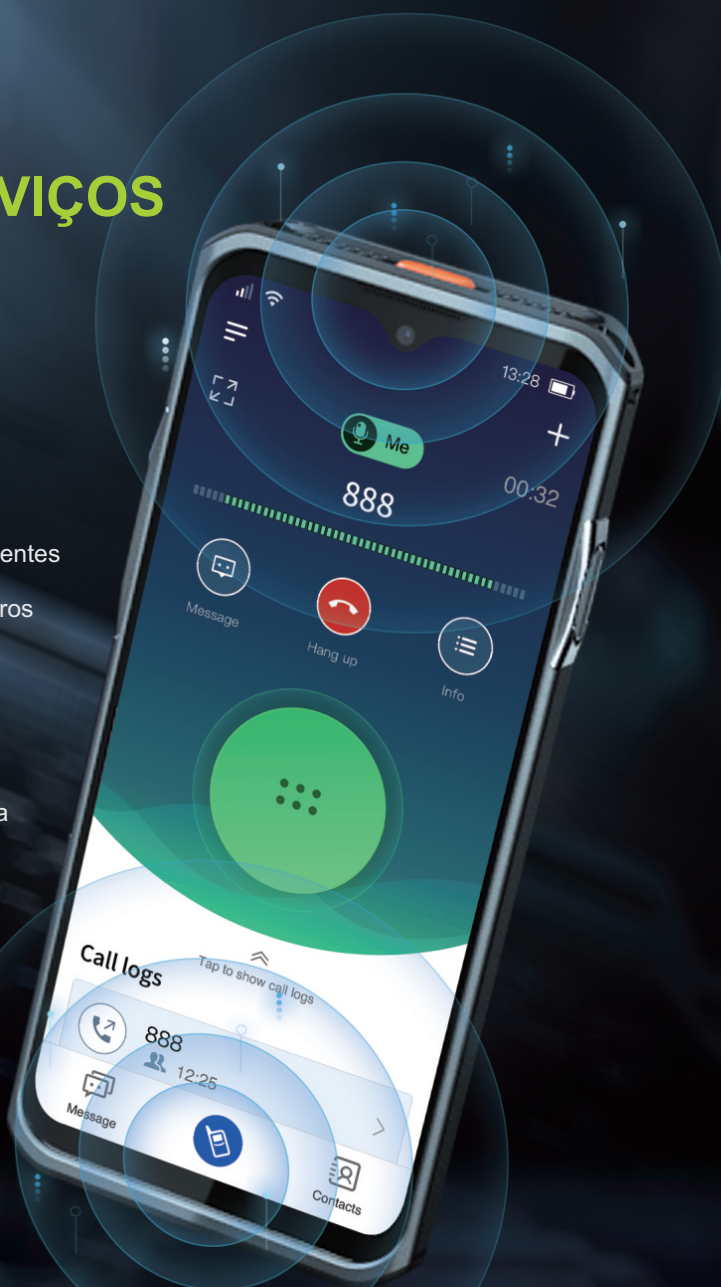 VIÇOS
13:28
Me
888
00:32
entes
ros
Message
Hang up
Info
a
Call logs
Tap to show call logs
888
12:25
Message
Contacts